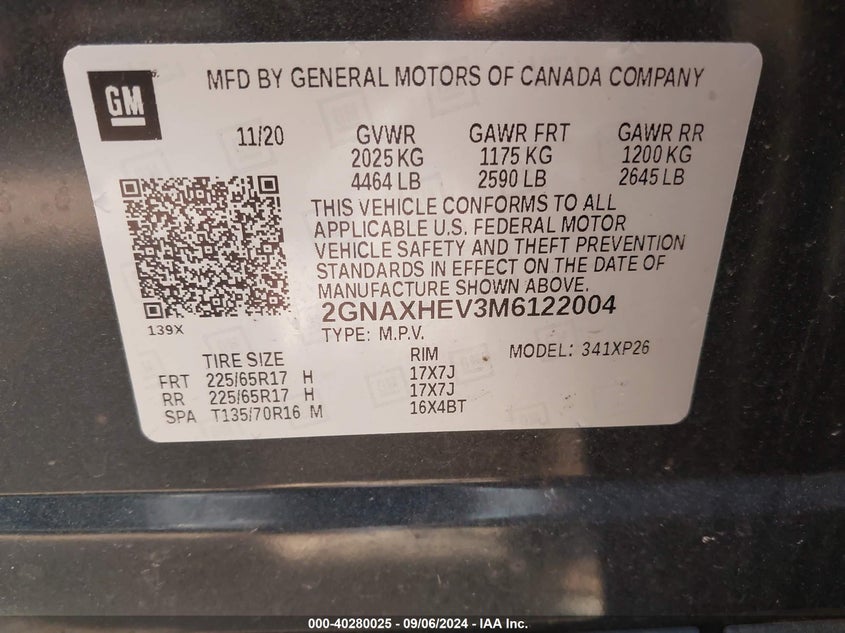 MFD BY GENERAL MOTORS OF CANADA COMPANY
GM
11/20 GVWR GAWR FRT GAWR RR
2025 KG 1175 KG 1200 KG
4464 LB 2590 LB 2645 LB
THIS VEHICLE CONFORMS TO ALL
APPLICABLE U.S. FEDERAL MOTOR
VEHICLE SAFETY AND THEFT PREVENTION
STANDARDS IN EFFECT ON THE DATE OF
MANUFACTURE SHOWN ABOVE.
2GNAXHEV3M6122004
139X
TYPE: M.P.V.
TIRE SIZE RIM MODEL: 341XP26
FRT 225/65R17 H 17X7J
RR 225/65R17 H 17X7J
SPA T135/70R16 M 16X4BT
000-40280025 - 09/06/2024 - IAA Inc.